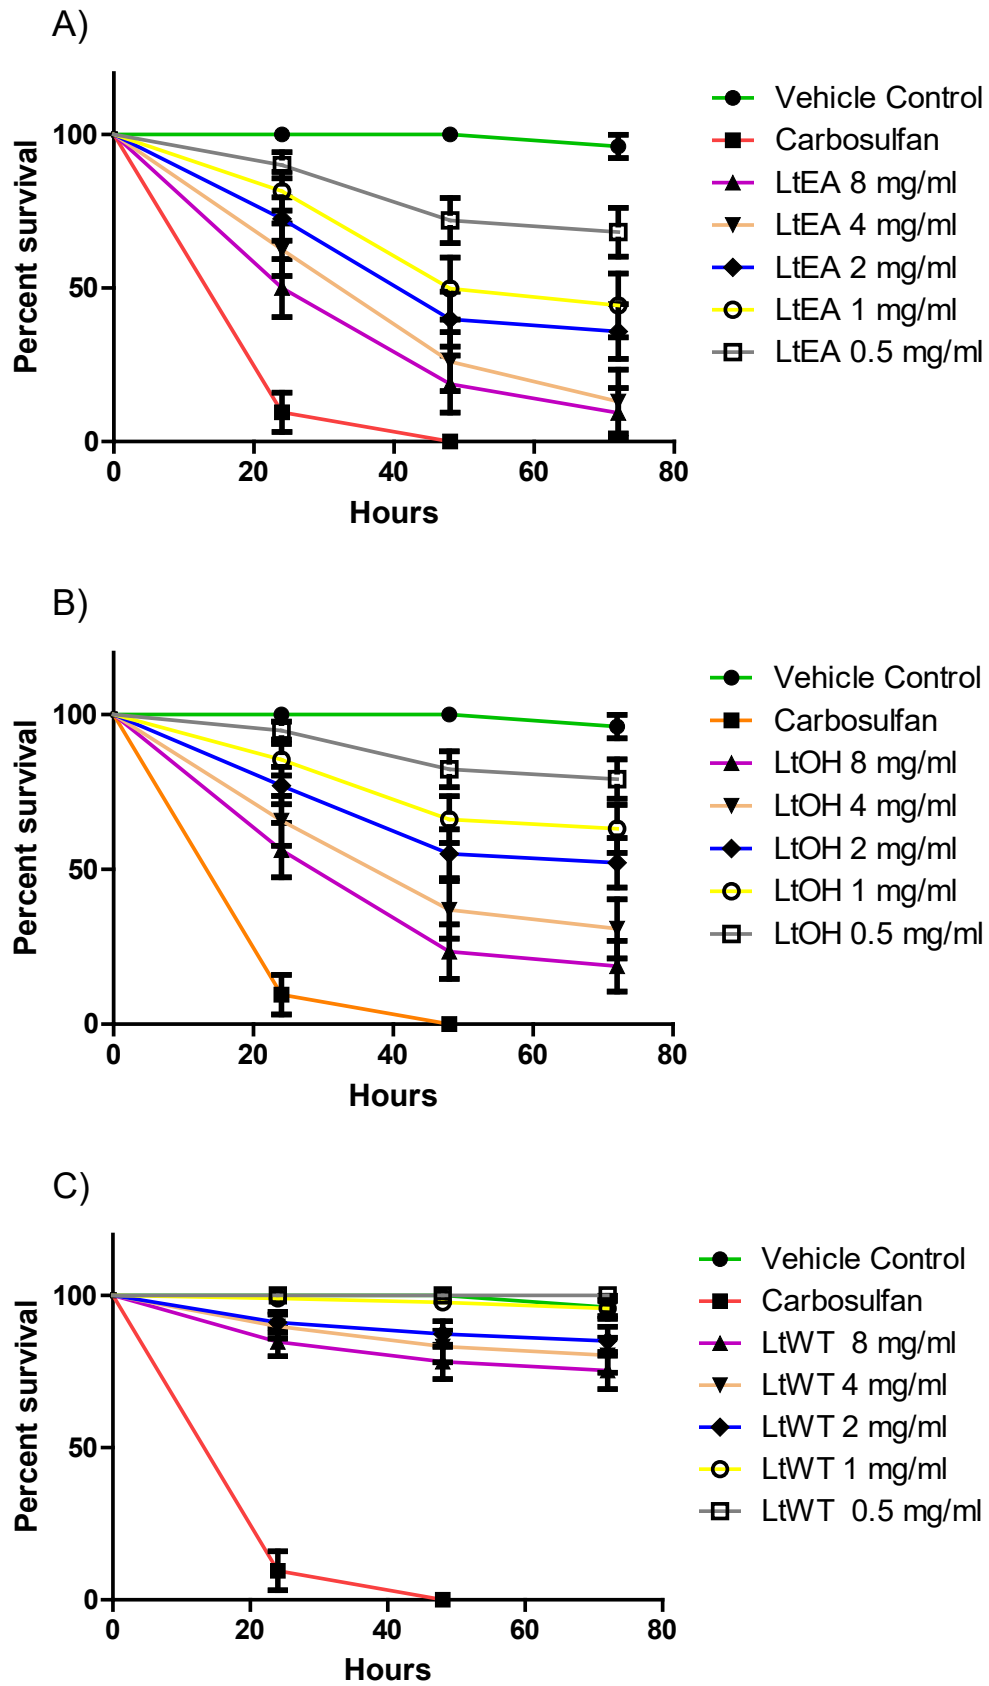 A)
Percent survival
100
50
0
0 20 40 60 80
Hours
Vehicle Control
Carbosulfan
LtEA 8 mg/ml
LtEA 4 mg/ml
LtEA 2 mg/ml
LtEA 1 mg/ml
LtEA 0.5 mg/ml
B)
Percent survival
100
50
0
0 20 40 60 80
Hours
Vehicle Control
Carbosulfan
LtOH 8 mg/ml
LtOH 4 mg/ml
LtOH 2 mg/ml
LtOH 1 mg/ml
LtOH 0.5 mg/ml
C)
Percent survival
100
50
0
0 20 40 60 80
Hours
Vehicle Control
Carbosulfan
LtWT 8 mg/ml
LtWT 4 mg/ml
LtWT 2 mg/ml
LtWT 1 mg/ml
LtWT 0.5 mg/ml